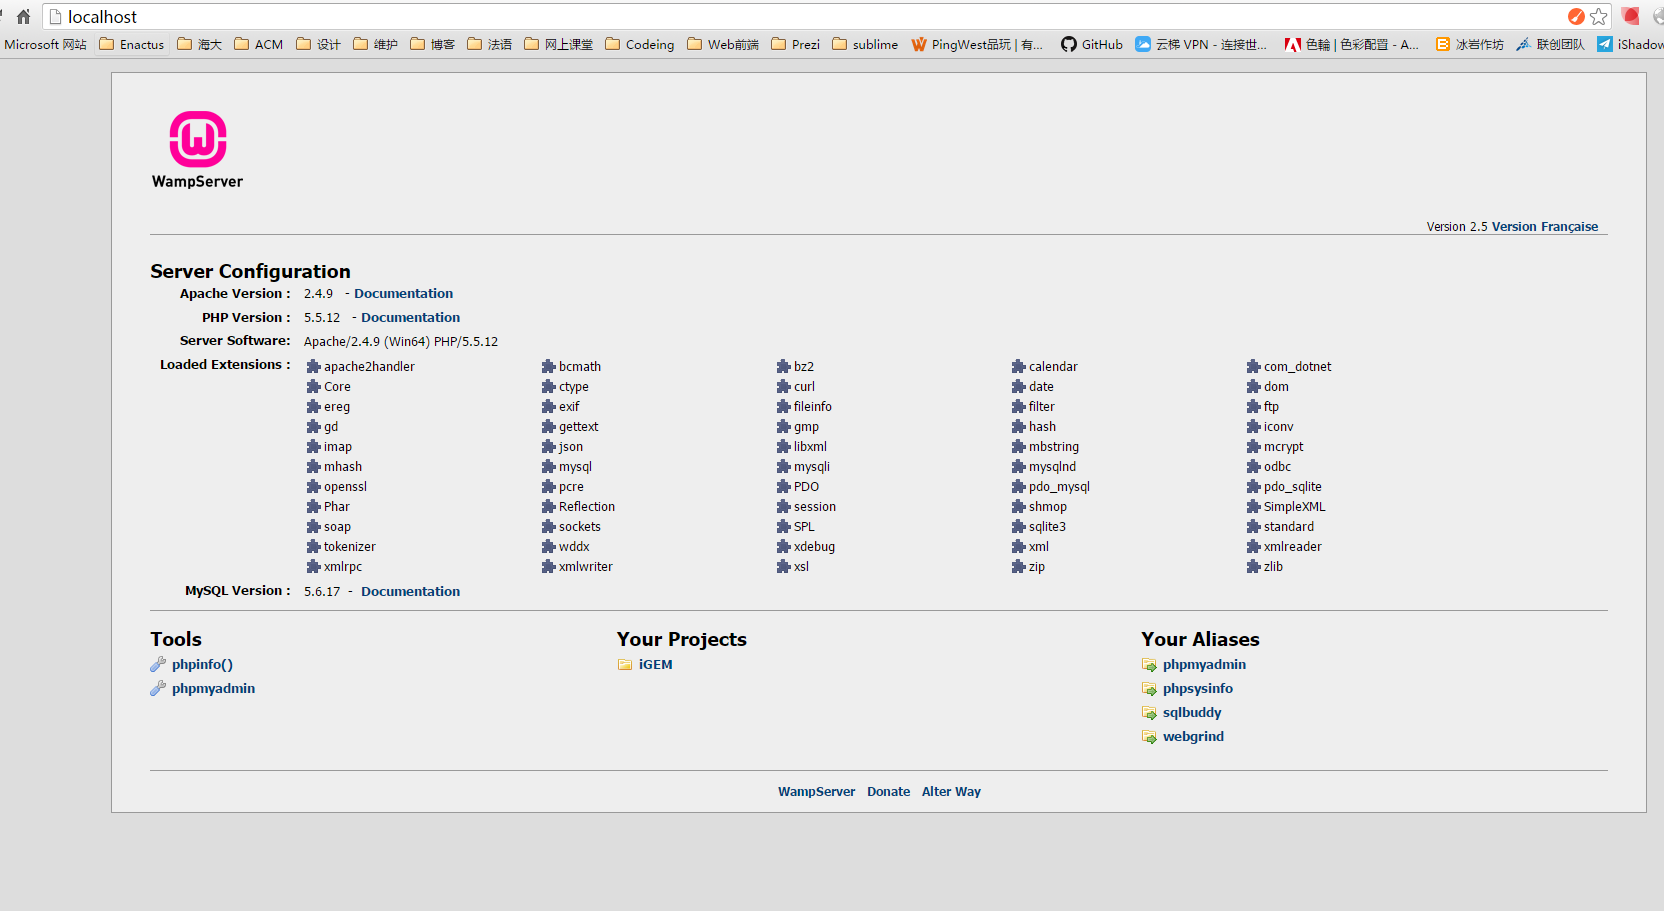 localhost
Microsoft 网站 Enactus 海大 ACM 设计 维护 博客 法语 网上课堂 Codeing Web前端 Prezi sublime PingWest品玩 | 有... GitHub 云梯 VPN - 连接世... 色輪 | 色彩配置 - A... 冰岩作坊 联创团队 iShadow
WampServer
Version 2.5 Version Française
Server Configuration
Apache Version : 2.4.9 - Documentation
PHP Version : 5.5.12 - Documentation
Server Software: Apache/2.4.9 (Win64) PHP/5.5.12
Loaded Extensions : apache2handler bcmath bz2 calendar com_dotnet
Core ctype curl date dom
ereg exif fileinfo filter ftp
gd gettext gmp hash iconv
imap json libxml mbstring mcrypt
mhash mysql mysqli mysqlnd odbc
openssl pcre PDO pdo_mysql pdo_sqlite
Phar Reflection session shmop SimpleXML
soap sockets SPL sqlite3 standard
tokenizer wddx xdebug xml xmlreader
xmlrpc xmlwriter xsl zip zlib
MySQL Version : 5.6.17 - Documentation
Tools Your Projects Your Aliases
phpinfo() iGEM phpmyadmin
phpmyadmin phpsysinfo
sqlbuddy
webgrind
WampServer Donate Alter Way